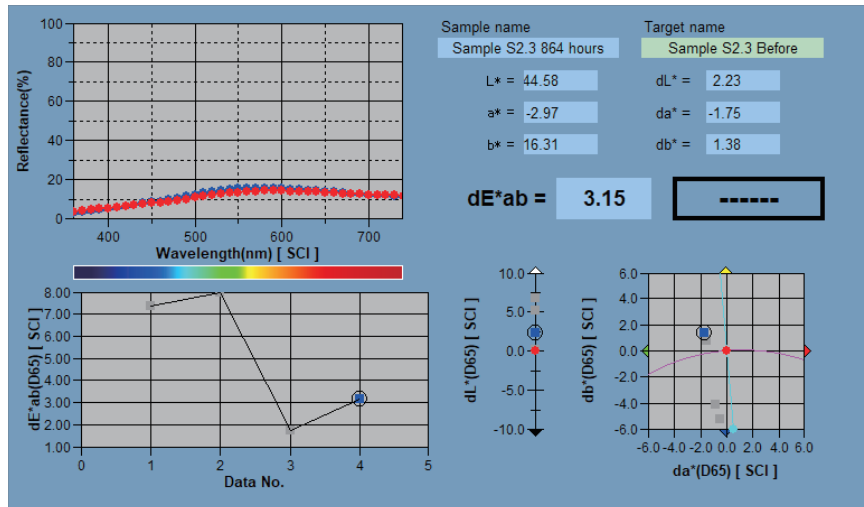 Sample name
Target name
Sample S2.3 864 hours
Sample S2.3 Before
L* = 44.58
dL* = 2.23
a* = -2.97
da* = -1.75
b* = 16.31
db* = 1.38
dE*ab = 3.15
------
Reflectance(%)
100
80
60
40
20
0
400 500 600 700
Wavelength(nm) [ SCI ]
dE*ab(D65) [ SCI ]
8.00
7.00
6.00
5.00
4.00
3.00
2.00
1.00
0 1 2 3 4 5
Data No.
dL*(D65) [ SCI ]
10.0
5.0
0.0
-5.0
-10.0
db*(D65) [ SCI ]
6.0
4.0
2.0
0.0
-2.0
-4.0
-6.0
-6.0 -4.0 -2.0 0.0 2.0 4.0 6.0
da*(D65) [ SCI ]